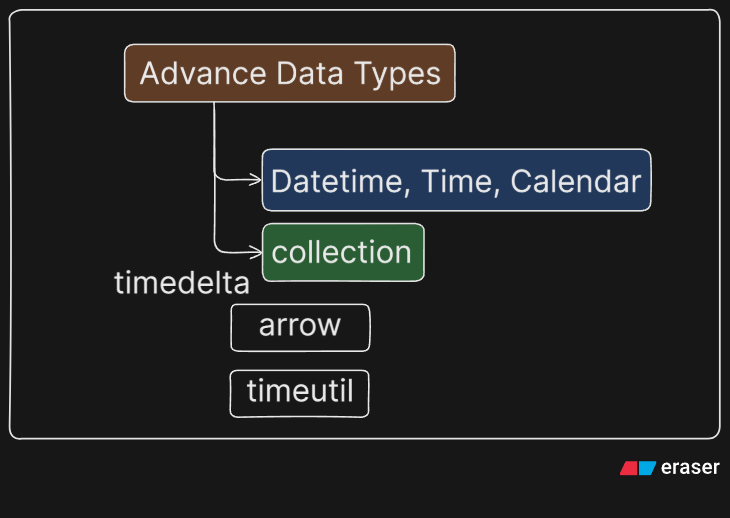 Advance Data Types
Datetime, Time, Calendar
collection
timedelta
arrow
timeutil
eraser